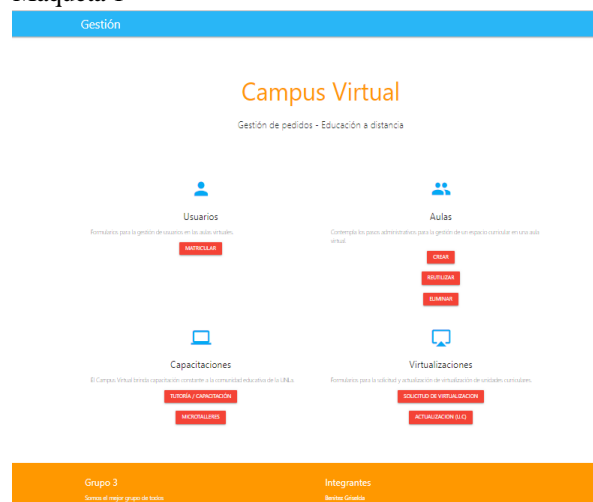 Gestión
Campus Virtual
Gestión de pedidos - Educación a distancia
Usuarios
Formularios para la gestión de usuarios en las aulas virtuales.
MATRICULAR
Aulas
Contempla los pasos administrativos para la gestión de un espacio curricular en una aula
virtual.
CREAR
REUTILIZAR
ELIMINAR
Capacitaciones
El Campus Virtual brinda capacitación constante a la comunidad educativa de la UNLa.
TUTORÍA / CAPACITACIÓN
MICROTALLERES
Virtualizaciones
Formularios para la solicitud y actualización de virtualización de unidades curriculares.
SOLICITUD DE VIRTUALIZACION
ACTUALIZACION (U.C)
Grupo 3
Somos el mejor grupo de todos
Integrantes
Benitez Griselda